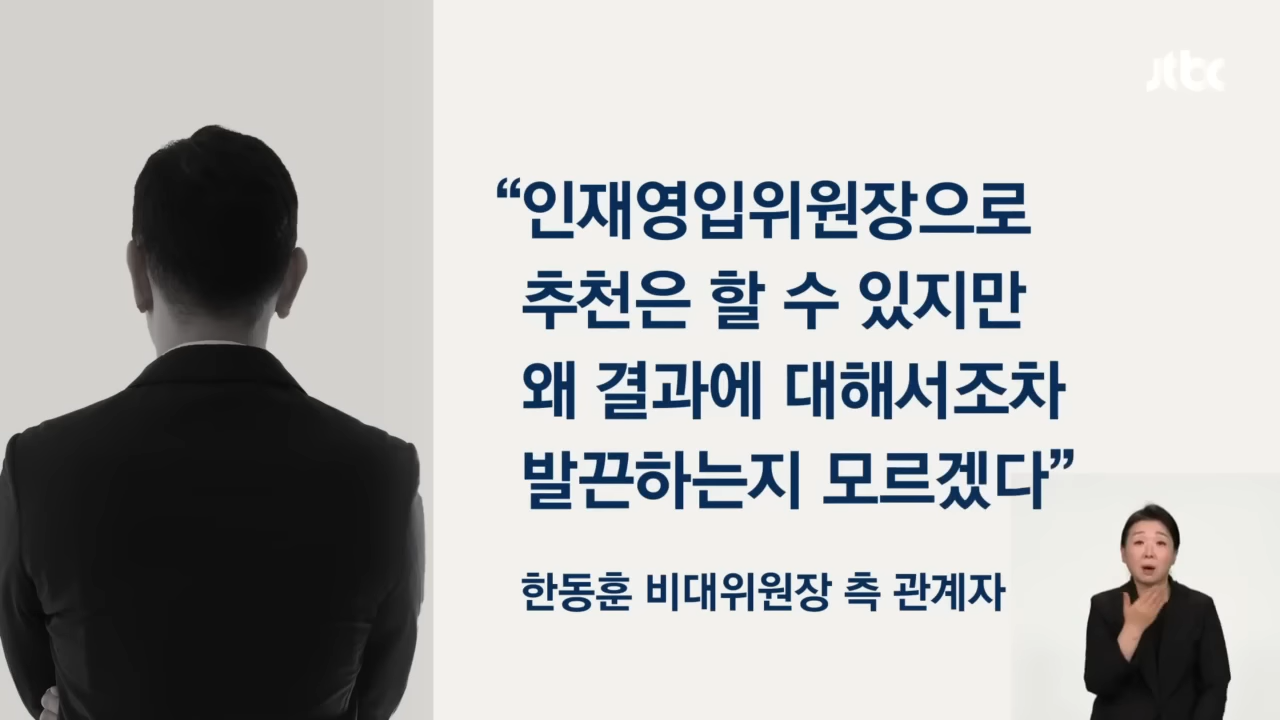 jtbc
“인재영입위원장으로
추천은 할 수 있지만
왜 결과에 대해서조차
발끈하는지 모르겠다”
한동훈 비대위원장 측 관계자